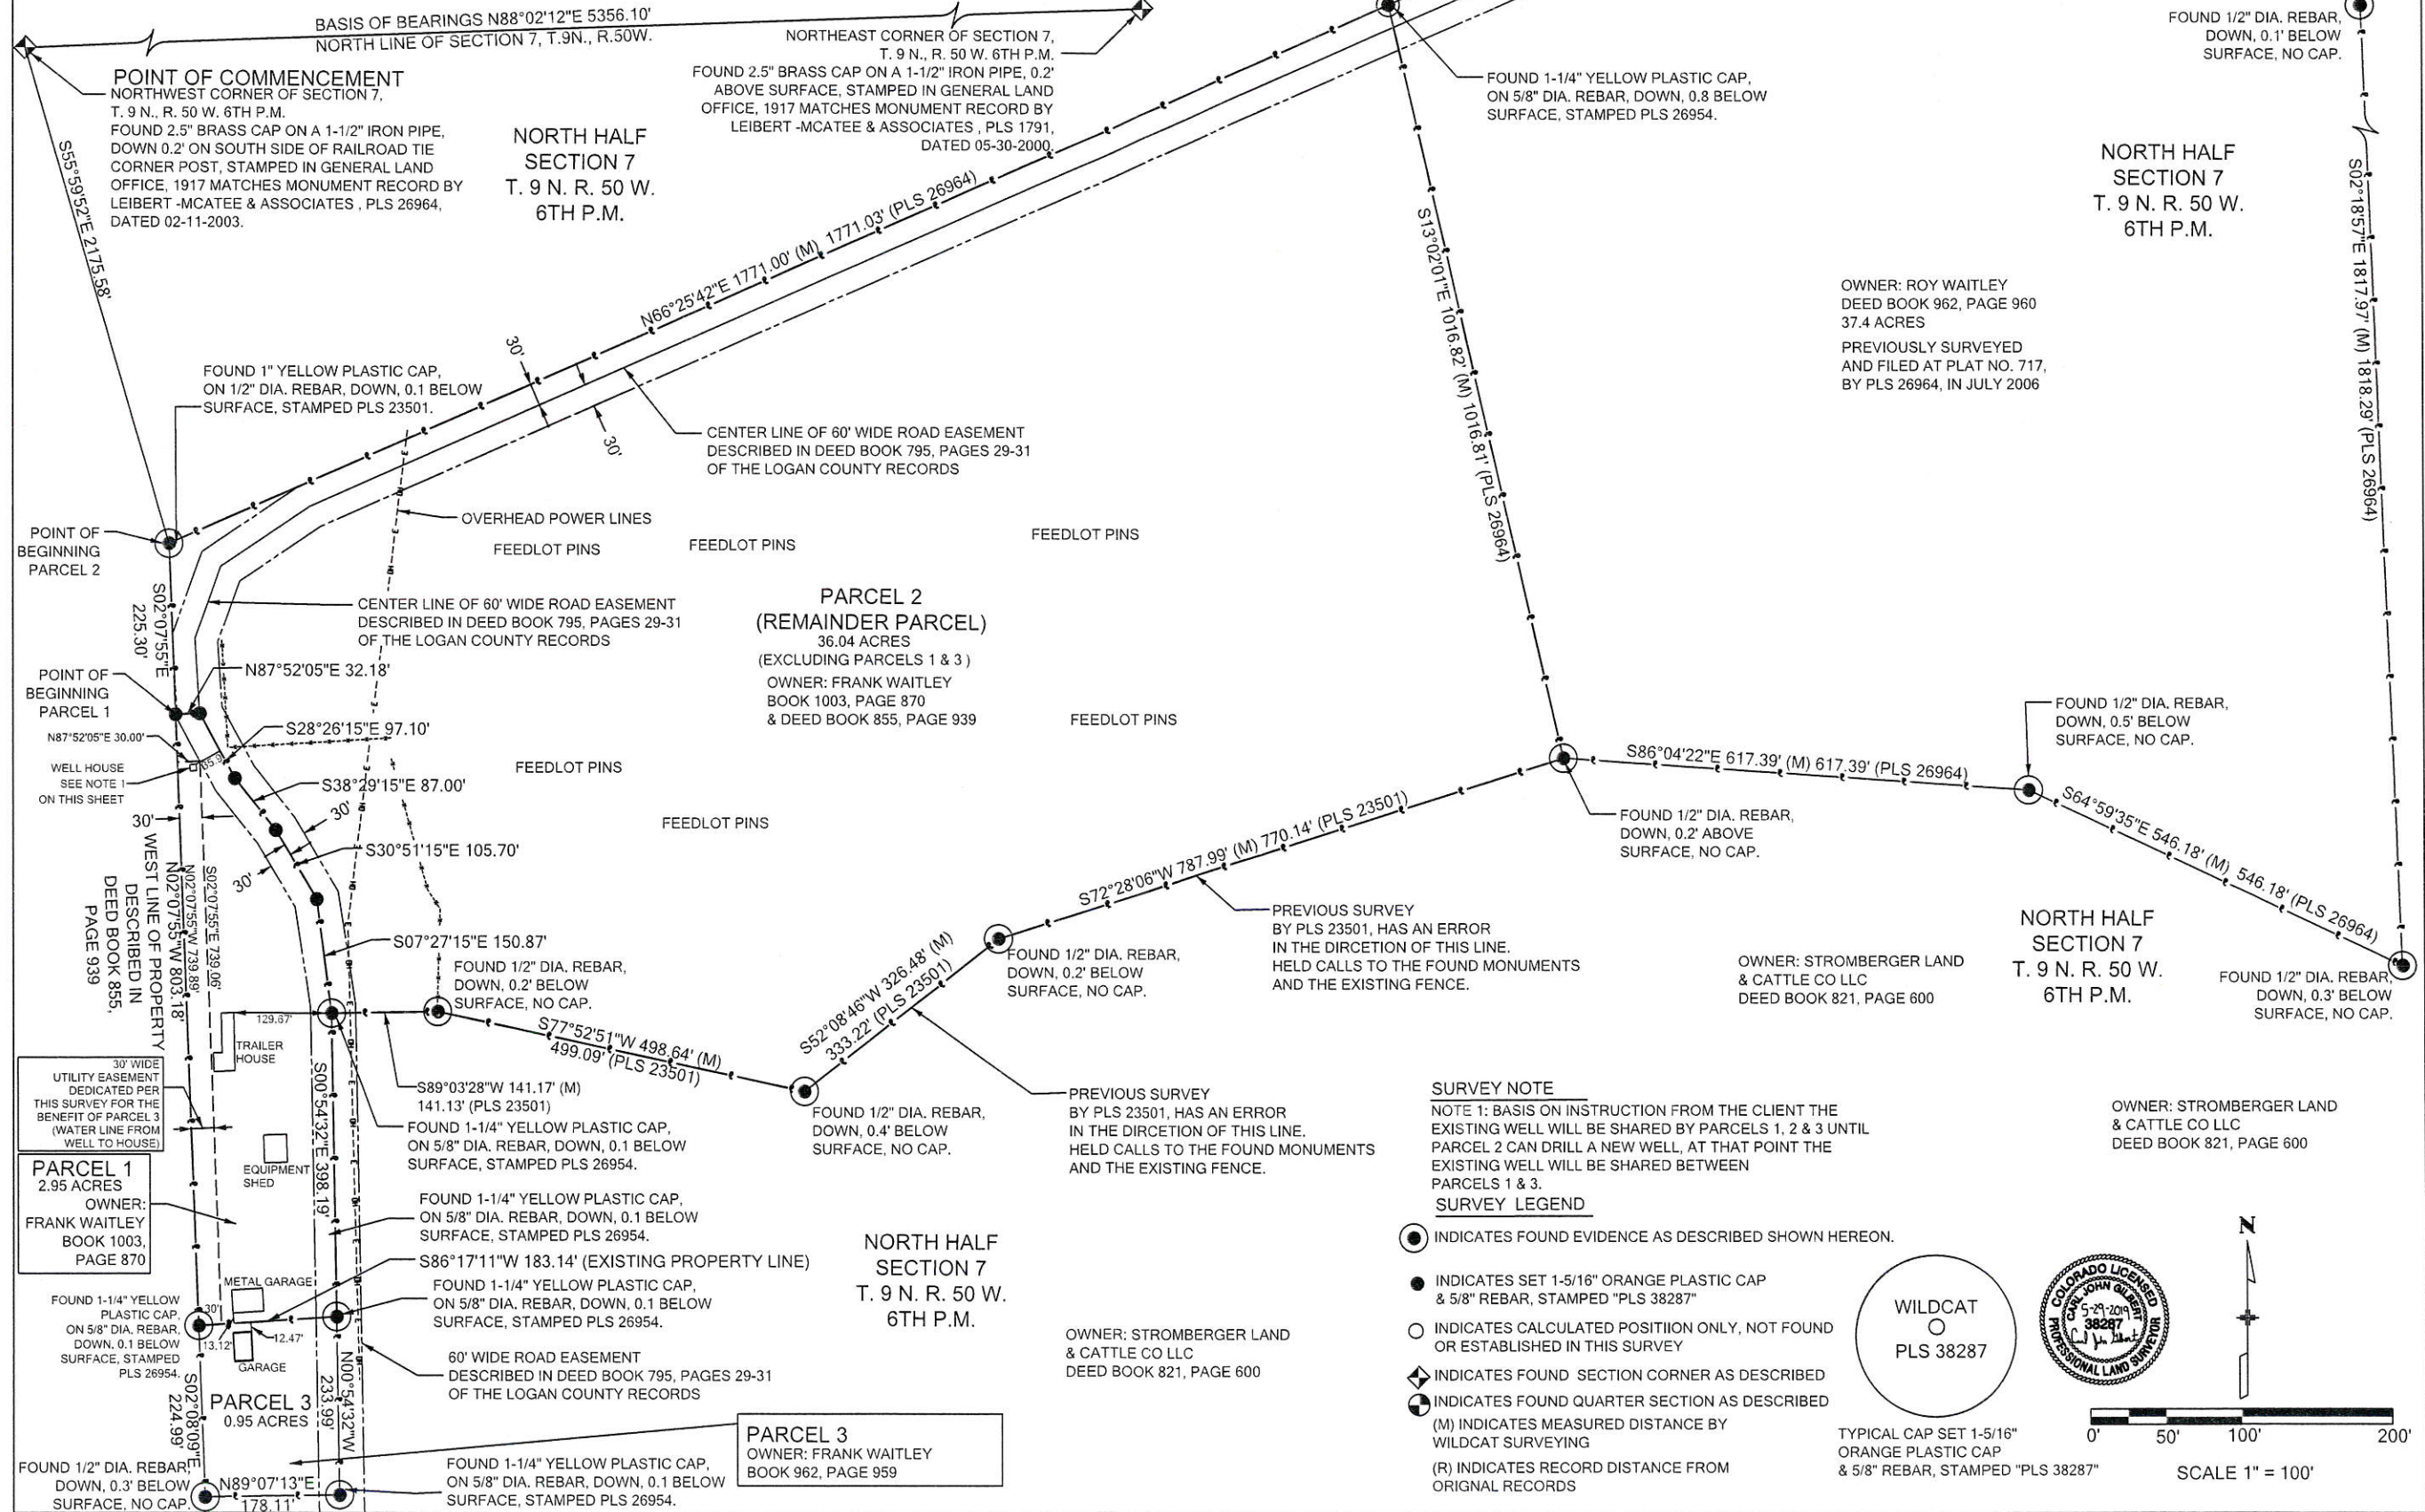 BASIS OF BEARINGS N88°02'12"E 5356.10'
NORTH LINE OF SECTION 7, T.9N., R.50W.
POINT OF COMMENCEMENT
NORTHWEST CORNER OF SECTION 7,
T. 9 N., R. 50 W. 6TH P.M.
FOUND 2.5" BRASS CAP ON A 1-1/2" IRON PIPE,
DOWN 0.2' ON SOUTH SIDE OF RAILROAD TIE
CORNER POST, STAMPED IN GENERAL LAND
OFFICE, 1917 MATCHES MONUMENT RECORD BY
LEIBERT -MCATEE & ASSOCIATES , PLS 26964,
DATED 02-11-2003.
S55°59'52"E 2175.58'
NORTH HALF
SECTION 7
T. 9 N. R. 50 W.
6TH P.M.
NORTHEAST CORNER OF SECTION 7,
T. 9 N., R. 50 W. 6TH P.M.
FOUND 2.5" BRASS CAP ON A 1-1/2" IRON PIPE, 0.2'
ABOVE SURFACE, STAMPED IN GENERAL LAND
OFFICE, 1917 MATCHES MONUMENT RECORD BY
LEIBERT -MCATEE & ASSOCIATES , PLS 1791,
DATED 05-30-2000.
FOUND 1-1/4" YELLOW PLASTIC CAP,
ON 5/8" DIA. REBAR, DOWN, 0.8 BELOW
SURFACE, STAMPED PLS 26954.
FOUND 1/2" DIA. REBAR,
DOWN, 0.1' BELOW
SURFACE, NO CAP.
NORTH HALF
SECTION 7
T. 9 N. R. 50 W.
6TH P.M.
S02°18'57"E 1817.97' (M) 1818.29' (PLS 26964)
N66°25'42"E 1771.00' (M) 1771.03' (PLS 26964)
S13°02'01"E 1016.82' (M) 1016.81' (PLS 26964)
OWNER: ROY WAITLEY
DEED BOOK 962, PAGE 960
37.4 ACRES
PREVIOUSLY SURVEYED
AND FILED AT PLAT NO. 717,
BY PLS 26964, IN JULY 2006
30'
30'
FOUND 1" YELLOW PLASTIC CAP,
ON 1/2" DIA. REBAR, DOWN, 0.1 BELOW
SURFACE, STAMPED PLS 23501.
CENTER LINE OF 60' WIDE ROAD EASEMENT
DESCRIBED IN DEED BOOK 795, PAGES 29-31
OF THE LOGAN COUNTY RECORDS
OVERHEAD POWER LINES
FEEDLOT PINS
FEEDLOT PINS
FEEDLOT PINS
POINT OF
BEGINNING
PARCEL 2
S02°07'55"E
225.30'
CENTER LINE OF 60' WIDE ROAD EASEMENT
DESCRIBED IN DEED BOOK 795, PAGES 29-31
OF THE LOGAN COUNTY RECORDS
PARCEL 2
(REMAINDER PARCEL)
36.04 ACRES
(EXCLUDING PARCELS 1 & 3 )
OWNER: FRANK WAITLEY
BOOK 1003, PAGE 870
& DEED BOOK 855, PAGE 939
FEEDLOT PINS
FEEDLOT PINS
FEEDLOT PINS
POINT OF
BEGINNING
PARCEL 1
N87°52'05"E 32.18'
N87°52'05"E 30.00'
S28°26'15"E 97.10'
WELL HOUSE
SEE NOTE 1
ON THIS SHEET
S38°29'15"E 87.00'
30'
30'
30'
S30°51'15"E 105.70'
WEST LINE OF PROPERTY
DESCRIBED IN
DEED BOOK 855,
PAGE 939
N02°07'55"W 803.18'
N02°07'55"W 739.89'
S02°07'55"E 739.06'
S07°27'15"E 150.87'
FOUND 1/2" DIA. REBAR,
DOWN, 0.2' BELOW
SURFACE, NO CAP.
S86°04'22"E 617.39' (M) 617.39' (PLS 26964)
FOUND 1/2" DIA. REBAR,
DOWN, 0.5' BELOW
SURFACE, NO CAP.
FOUND 1/2" DIA. REBAR,
DOWN, 0.2' ABOVE
SURFACE, NO CAP.
S64°59'35"E 546.18' (M) 546.18' (PLS 26964)
S72°28'06"W 787.99' (M) 770.14' (PLS 23501)
PREVIOUS SURVEY
BY PLS 23501, HAS AN ERROR
IN THE DIRCETION OF THIS LINE.
HELD CALLS TO THE FOUND MONUMENTS
AND THE EXISTING FENCE.
FOUND 1/2" DIA. REBAR,
DOWN, 0.2' BELOW
SURFACE, NO CAP.
S52°08'46"W 326.48' (M)
333.22' (PLS 23501)
OWNER: STROMBERGER LAND
& CATTLE CO LLC
DEED BOOK 821, PAGE 600
NORTH HALF
SECTION 7
T. 9 N. R. 50 W.
6TH P.M.
FOUND 1/2" DIA. REBAR,
DOWN, 0.3' BELOW
SURFACE, NO CAP.
129.67'
TRAILER
HOUSE
S77°52'51"W 498.64' (M)
499.09' (PLS 23501)
30' WIDE
UTILITY EASEMENT
DEDICATED PER
THIS SURVEY FOR THE
BENEFIT OF PARCEL 3
(WATER LINE FROM
WELL TO HOUSE)
S00°54'32"E 398.19'
S89°03'28"W 141.17' (M)
141.13' (PLS 23501)
FOUND 1-1/4" YELLOW PLASTIC CAP,
ON 5/8" DIA. REBAR, DOWN, 0.1 BELOW
SURFACE, STAMPED PLS 26954.
FOUND 1/2" DIA. REBAR,
DOWN, 0.4' BELOW
SURFACE, NO CAP.
PREVIOUS SURVEY
BY PLS 23501, HAS AN ERROR
IN THE DIRCETION OF THIS LINE.
HELD CALLS TO THE FOUND MONUMENTS
AND THE EXISTING FENCE.
SURVEY NOTE
NOTE 1: BASIS ON INSTRUCTION FROM THE CLIENT THE
EXISTING WELL WILL BE SHARED BY PARCELS 1, 2 & 3 UNTIL
PARCEL 2 CAN DRILL A NEW WELL, AT THAT POINT THE
EXISTING WELL WILL BE SHARED BETWEEN
PARCELS 1 & 3.
OWNER: STROMBERGER LAND
& CATTLE CO LLC
DEED BOOK 821, PAGE 600
PARCEL 1
2.95 ACRES
OWNER:
FRANK WAITLEY
BOOK 1003,
PAGE 870
EQUIPMENT
SHED
FOUND 1-1/4" YELLOW PLASTIC CAP,
ON 5/8" DIA. REBAR, DOWN, 0.1 BELOW
SURFACE, STAMPED PLS 26954.
S86°17'11"W 183.14' (EXISTING PROPERTY LINE)
FOUND 1-1/4" YELLOW PLASTIC CAP,
ON 5/8" DIA. REBAR, DOWN, 0.1 BELOW
SURFACE, STAMPED PLS 26954.
METAL GARAGE
FOUND 1-1/4" YELLOW
PLASTIC CAP,
ON 5/8" DIA. REBAR,
DOWN, 0.1 BELOW
SURFACE, STAMPED
PLS 26954.
30'
13.12'
12.47'
GARAGE
60' WIDE ROAD EASEMENT
DESCRIBED IN DEED BOOK 795, PAGES 29-31
OF THE LOGAN COUNTY RECORDS
NORTH HALF
SECTION 7
T. 9 N. R. 50 W.
6TH P.M.
OWNER: STROMBERGER LAND
& CATTLE CO LLC
DEED BOOK 821, PAGE 600
S02°08'09"E
224.99'
PARCEL 3
0.95 ACRES
N00°54'32"W
233.99'
PARCEL 3
OWNER: FRANK WAITLEY
BOOK 962, PAGE 959
FOUND 1/2" DIA. REBAR,
DOWN, 0.3' BELOW
SURFACE, NO CAP.
N89°07'13"E
178.11'
FOUND 1-1/4" YELLOW PLASTIC CAP,
ON 5/8" DIA. REBAR, DOWN, 0.1 BELOW
SURFACE, STAMPED PLS 26954.
SURVEY LEGEND
INDICATES FOUND EVIDENCE AS DESCRIBED SHOWN HEREON.
INDICATES SET 1-5/16" ORANGE PLASTIC CAP
& 5/8" REBAR, STAMPED "PLS 38287"
INDICATES CALCULATED POSITIION ONLY, NOT FOUND
OR ESTABLISHED IN THIS SURVEY
INDICATES FOUND SECTION CORNER AS DESCRIBED
INDICATES FOUND QUARTER SECTION AS DESCRIBED
(M) INDICATES MEASURED DISTANCE BY
WILDCAT SURVEYING
(R) INDICATES RECORD DISTANCE FROM
ORIGNAL RECORDS
WILDCAT
PLS 38287
TYPICAL CAP SET 1-5/16"
ORANGE PLASTIC CAP
& 5/8" REBAR, STAMPED "PLS 38287"
COLORADO LICENSED
CARL JOHN GILBERT
5-29-2019
38287
PROFESSIONAL LAND SURVEYOR
N
0' 50' 100' 200'
SCALE 1" = 100'